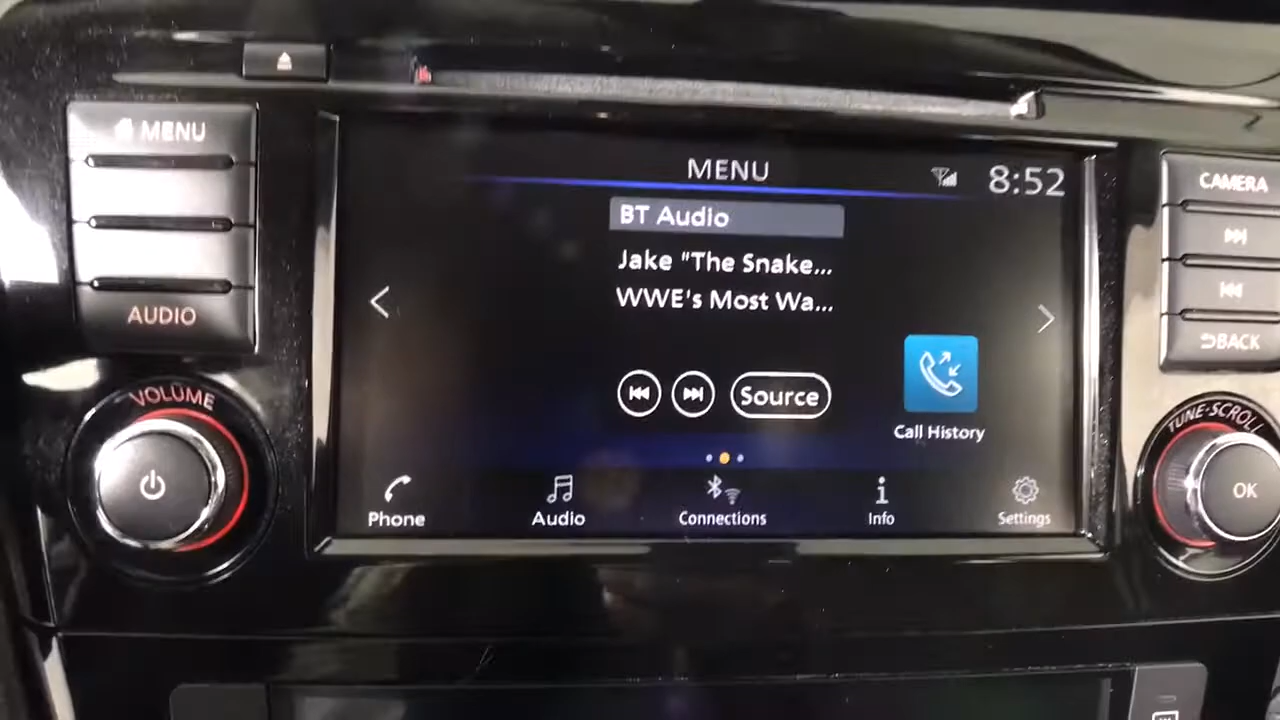 MENU
CAMERA
MENU
8:52
BT Audio
Jake "The Snake...
WWE's Most Wa...
AUDIO
BACK
Source
VOLUME
TUNE·SCROLL
Call History
OK
Phone
Audio
Connections
Info
Settings